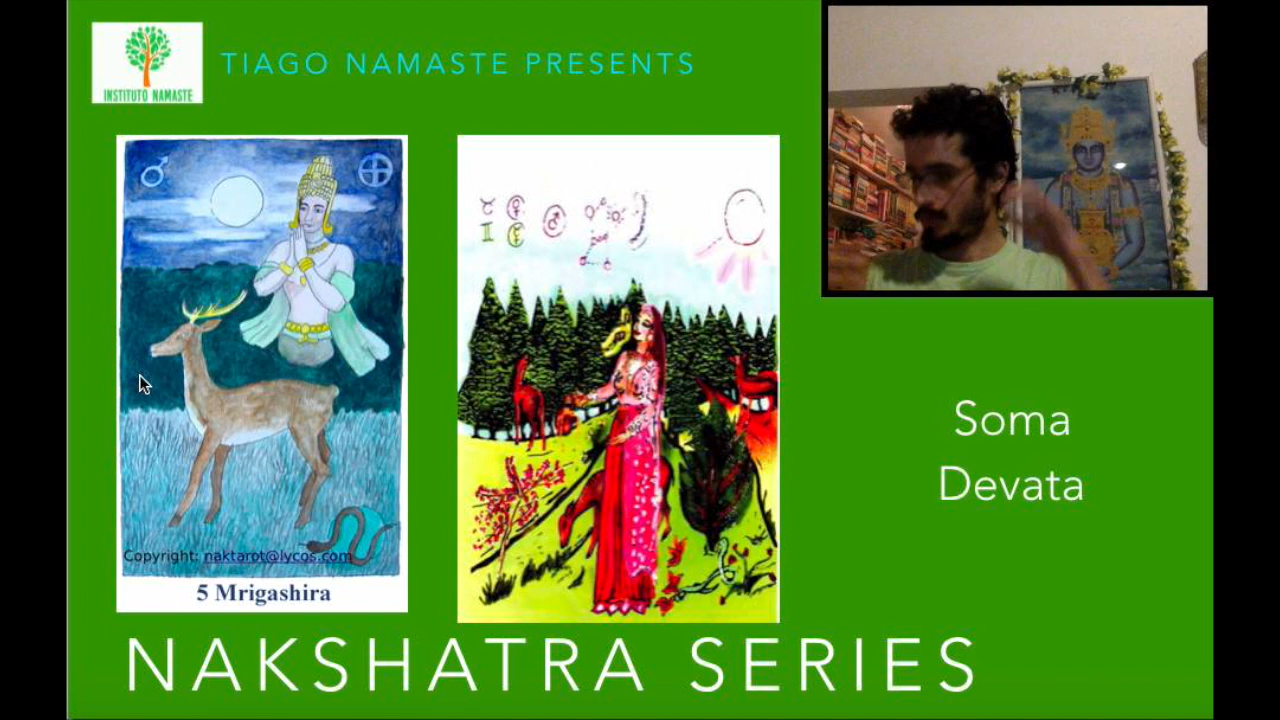 INSTITUTO NAMASTE
TIAGO NAMASTE PRESENTS
Copyright: naktarot@lycos.com
5 Mrigashira
Soma
Devata
NAKSHATRA SERIES